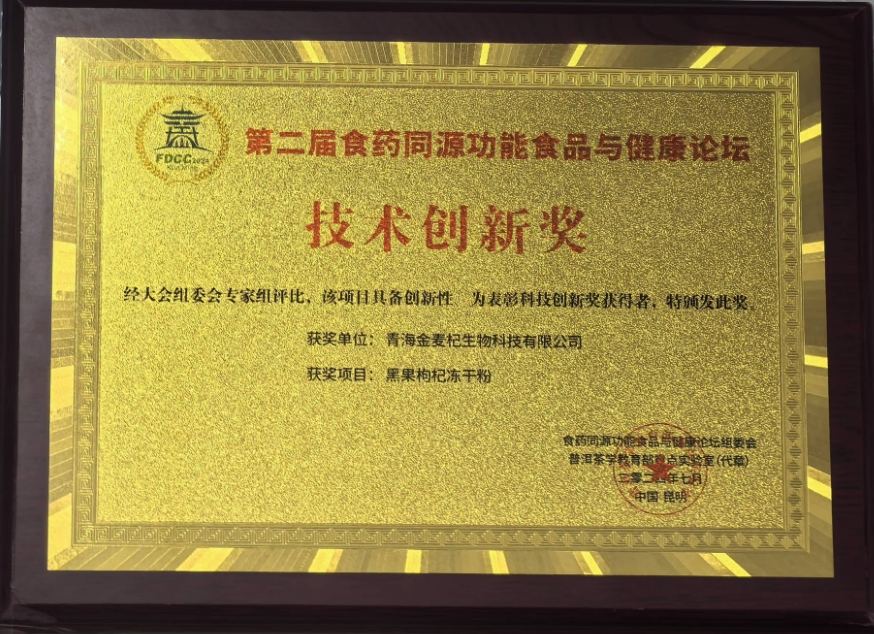 FDCC2024
第二届食药同源功能食品与健康论坛
技术创新奖
经大会组委会专家组评比，该项目具备创新性 为表彰科技创新奖获得者，特颁发此奖。
获奖单位：青海金麦杞生物科技有限公司
获奖项目：黑果枸杞冻干粉
食药同源功能食品与健康论坛组委会
普洱茶学教育部重点实验室(代章)
二零二四年七月
中国 昆明